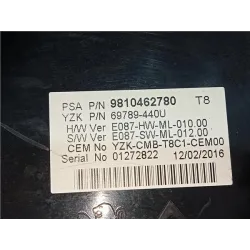 PSA P/N 9810462780 T8
YZK P/N 69789-440U
H/W Ver E087-HW-ML-010.00
S/W Ver E087-SW-ML-012.00
CEM No YZK-CMB-T8C1-CEM00
Serial No 01272822 12/02/2016